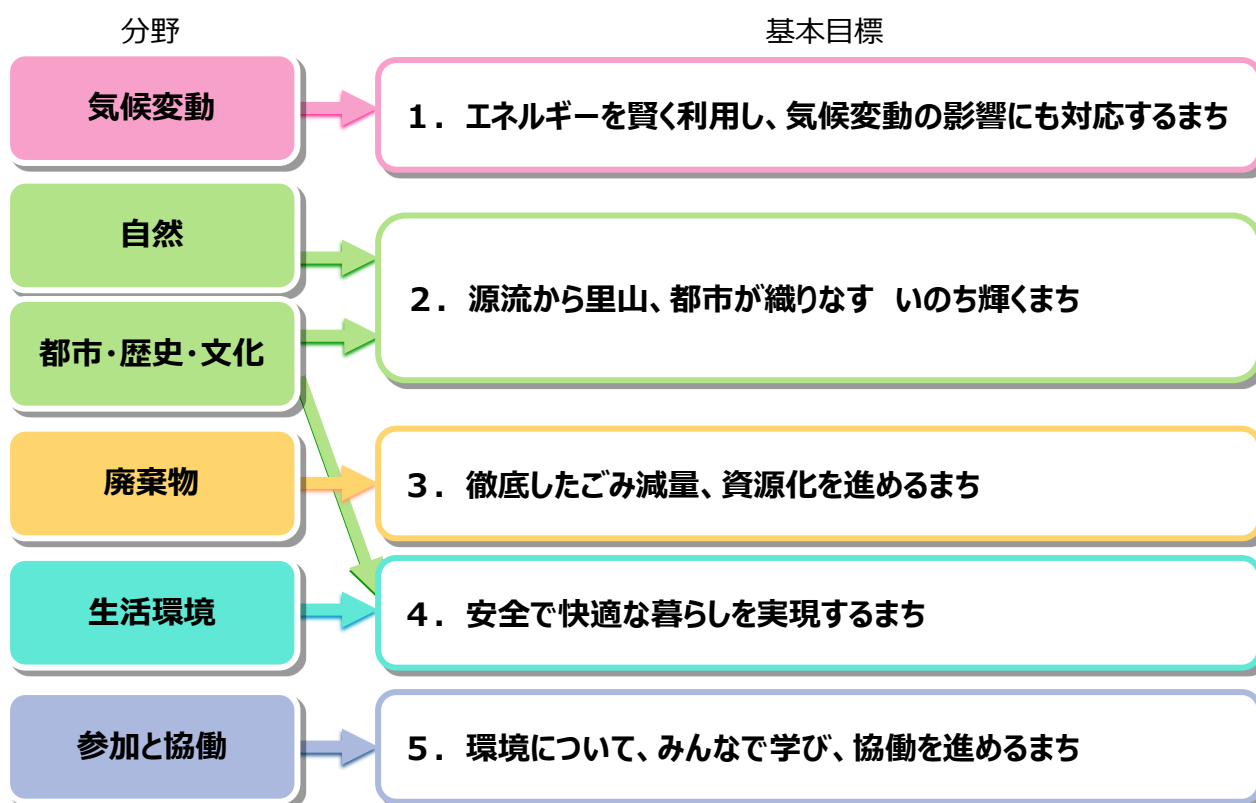 分野
基本目標
気候変動
1. エネルギーを賢く利用し、気候変動の影響にも対応するまち
自然
都市・歴史・文化
2. 源流から里山、都市が織りなす　いのち輝くまち
廃棄物
3. 徹底したごみ減量、資源化を進めるまち
生活環境
4. 安全で快適な暮らしを実現するまち
参加と協働
5. 環境について、みんなで学び、協働を進めるまち